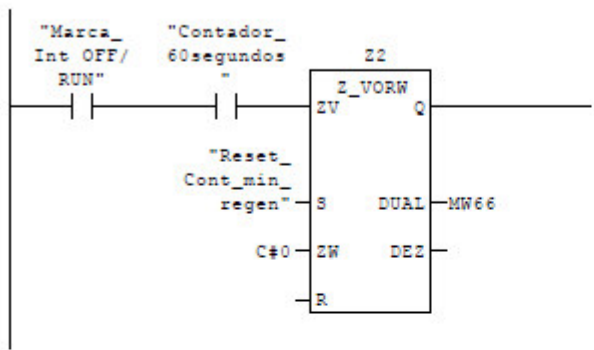 "Marca_
Int OFF/
RUN"
"Contador_
60segundos
"
Z2
Z_VORW
ZV Q
"Reset_
Cont_min_
regen" S DUAL MW66
C#0 ZW DEZ
R